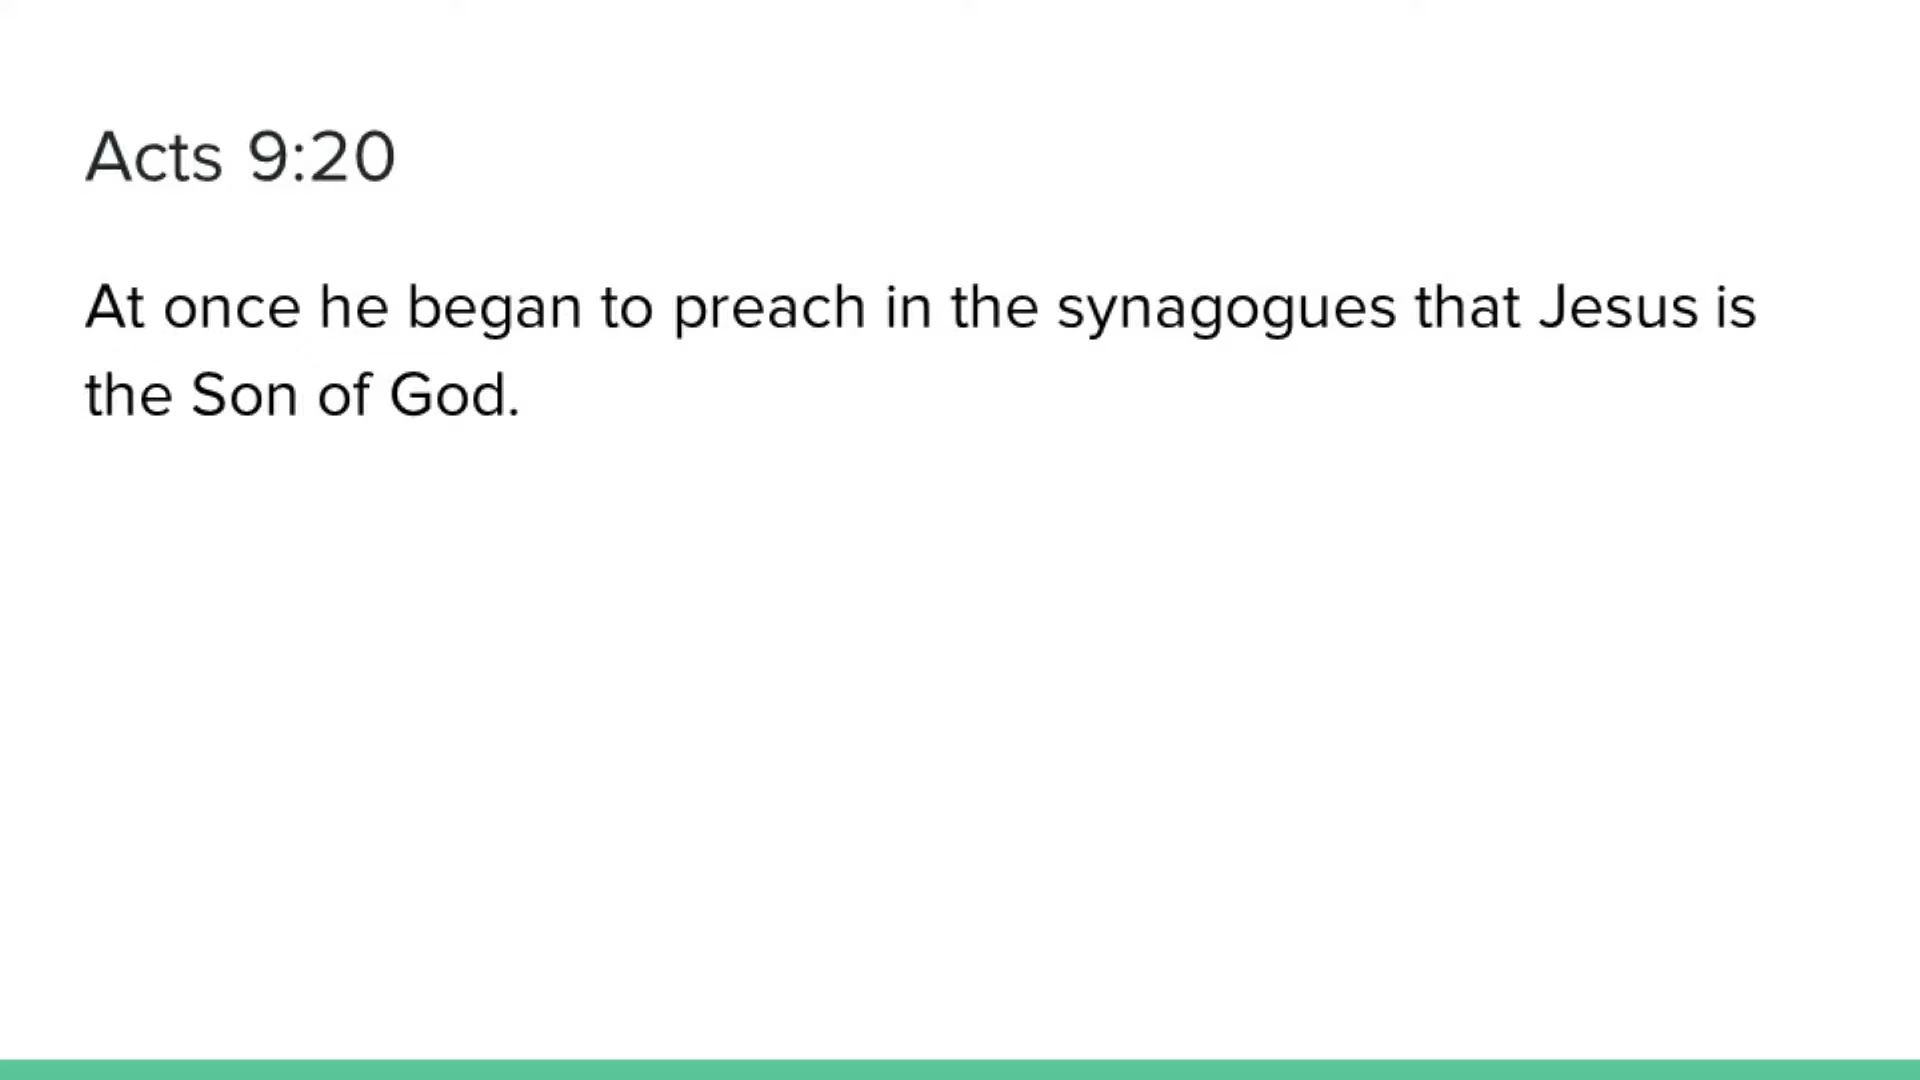 Acts 9:20
At once he began to preach in the synagogues that Jesus is
the Son of God.